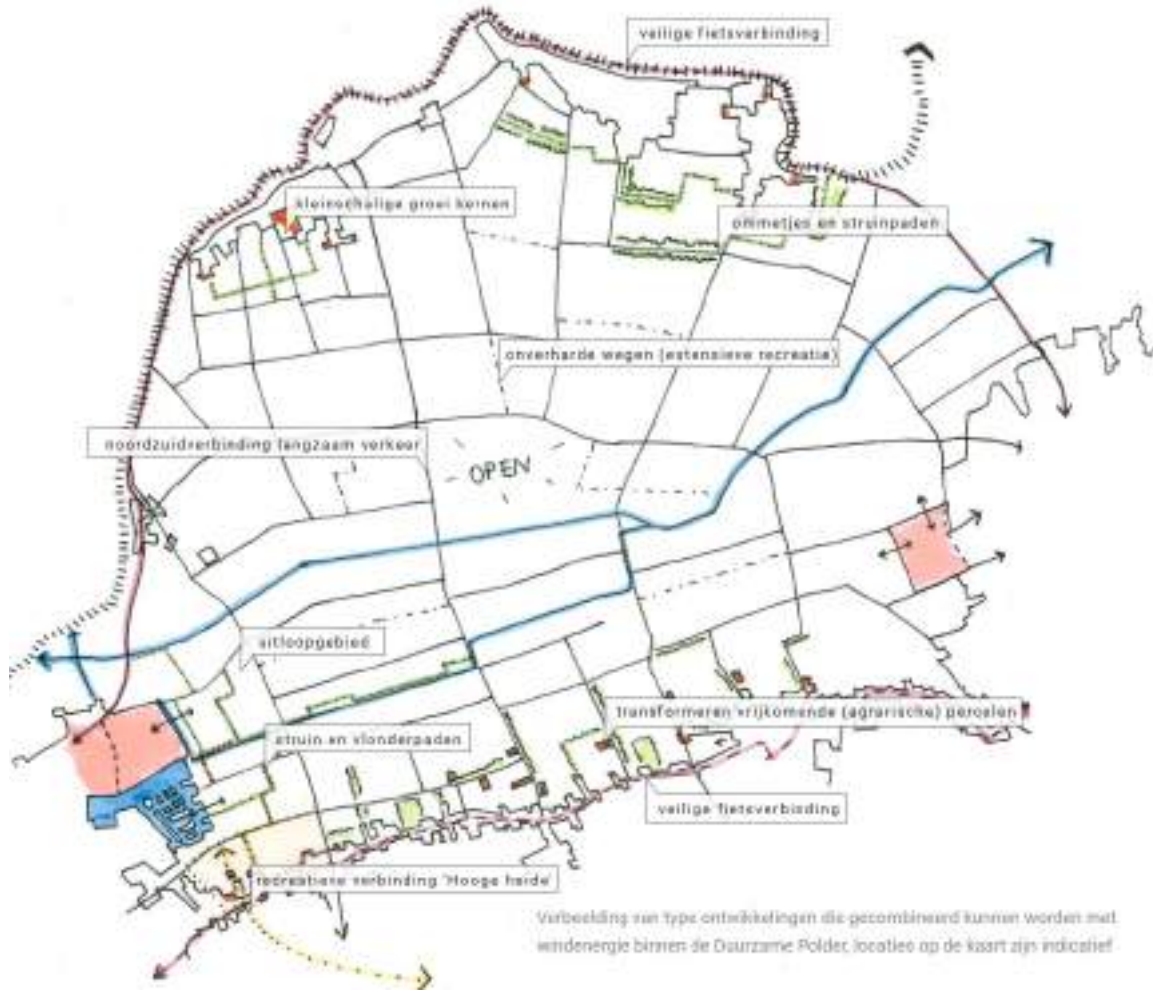 veilige fietsverbinding
kleinschalige groei kernen
ommetjes en struinpaden
onverharde wegen (extensieve recreatie)
noordzuidverbinding langzaam verkeer
OPEN
uitloopgebied
transformeren vrijkomende (agrarische) percelen
struin en vlonderpaden
veilige fietsverbinding
recreatieve verbinding 'Hooge heide'
Verbeelding van type ontwikkelingen die gecombineerd kunnen worden met
windenergie binnen de Duurzame Polder, locaties op de kaart zijn indicatief